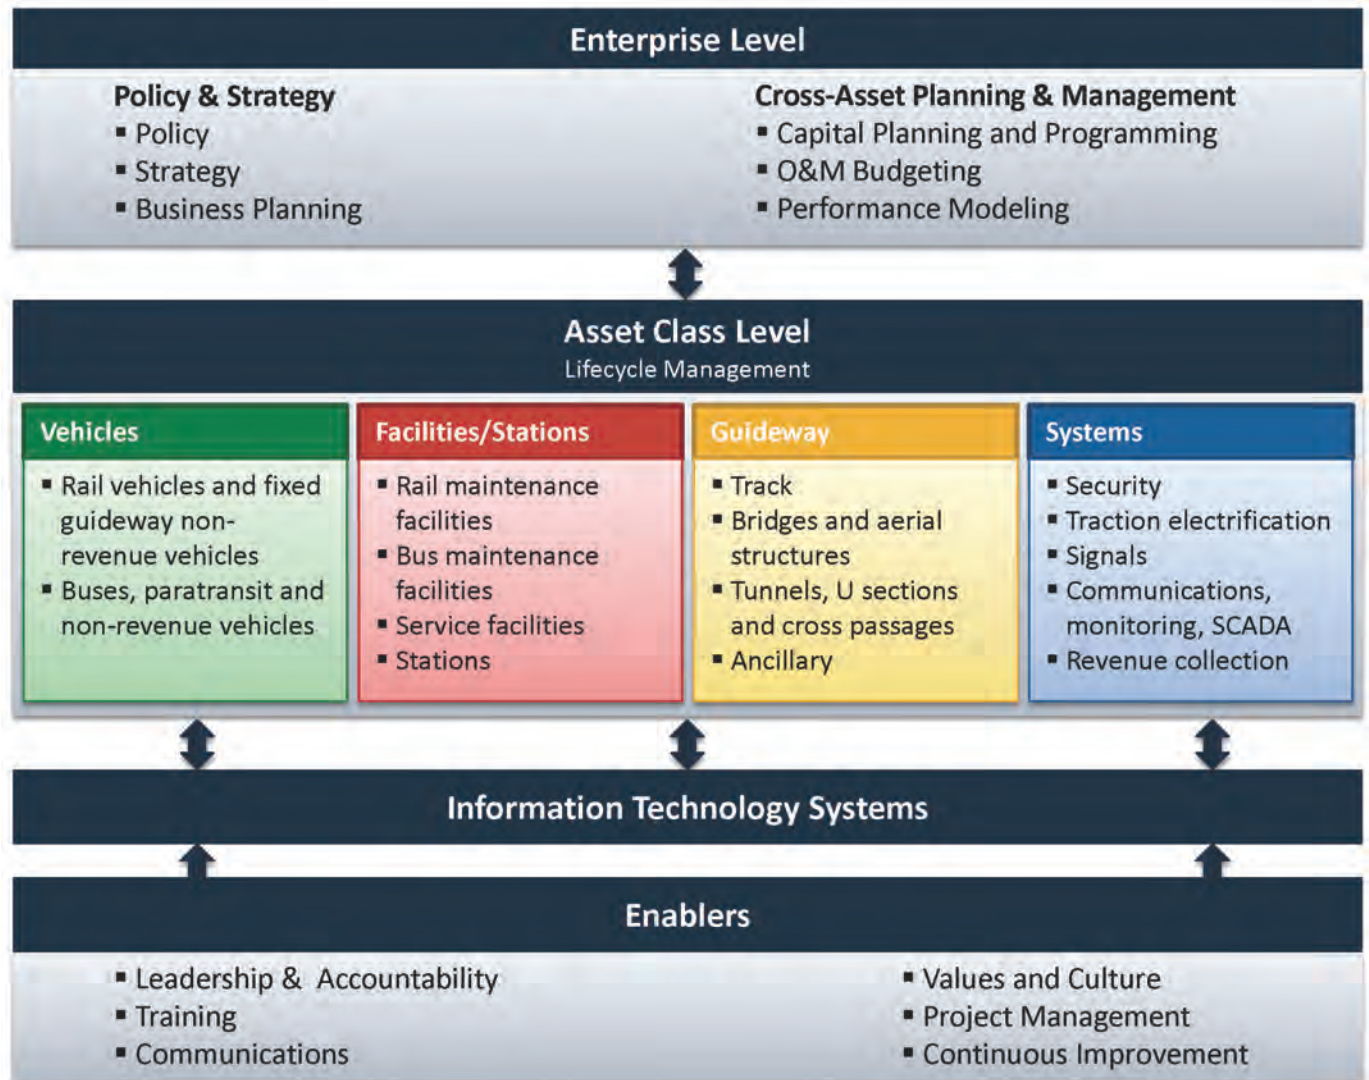 Enterprise Level
Policy & Strategy
▪ Policy
▪ Strategy
▪ Business Planning
Cross-Asset Planning & Management
▪ Capital Planning and Programming
▪ O&M Budgeting
▪ Performance Modeling
Asset Class Level
Lifecycle Management
Vehicles
▪ Rail vehicles and fixed
guideway non-
revenue vehicles
▪ Buses, paratransit and
non-revenue vehicles
Facilities/Stations
▪ Rail maintenance
facilities
▪ Bus maintenance
facilities
▪ Service facilities
▪ Stations
Guideway
▪ Track
▪ Bridges and aerial
structures
▪ Tunnels, U sections
and cross passages
▪ Ancillary
Systems
▪ Security
▪ Traction electrification
▪ Signals
▪ Communications,
monitoring, SCADA
▪ Revenue collection
Information Technology Systems
Enablers
▪ Leadership & Accountability
▪ Training
▪ Communications
▪ Values and Culture
▪ Project Management
▪ Continuous Improvement